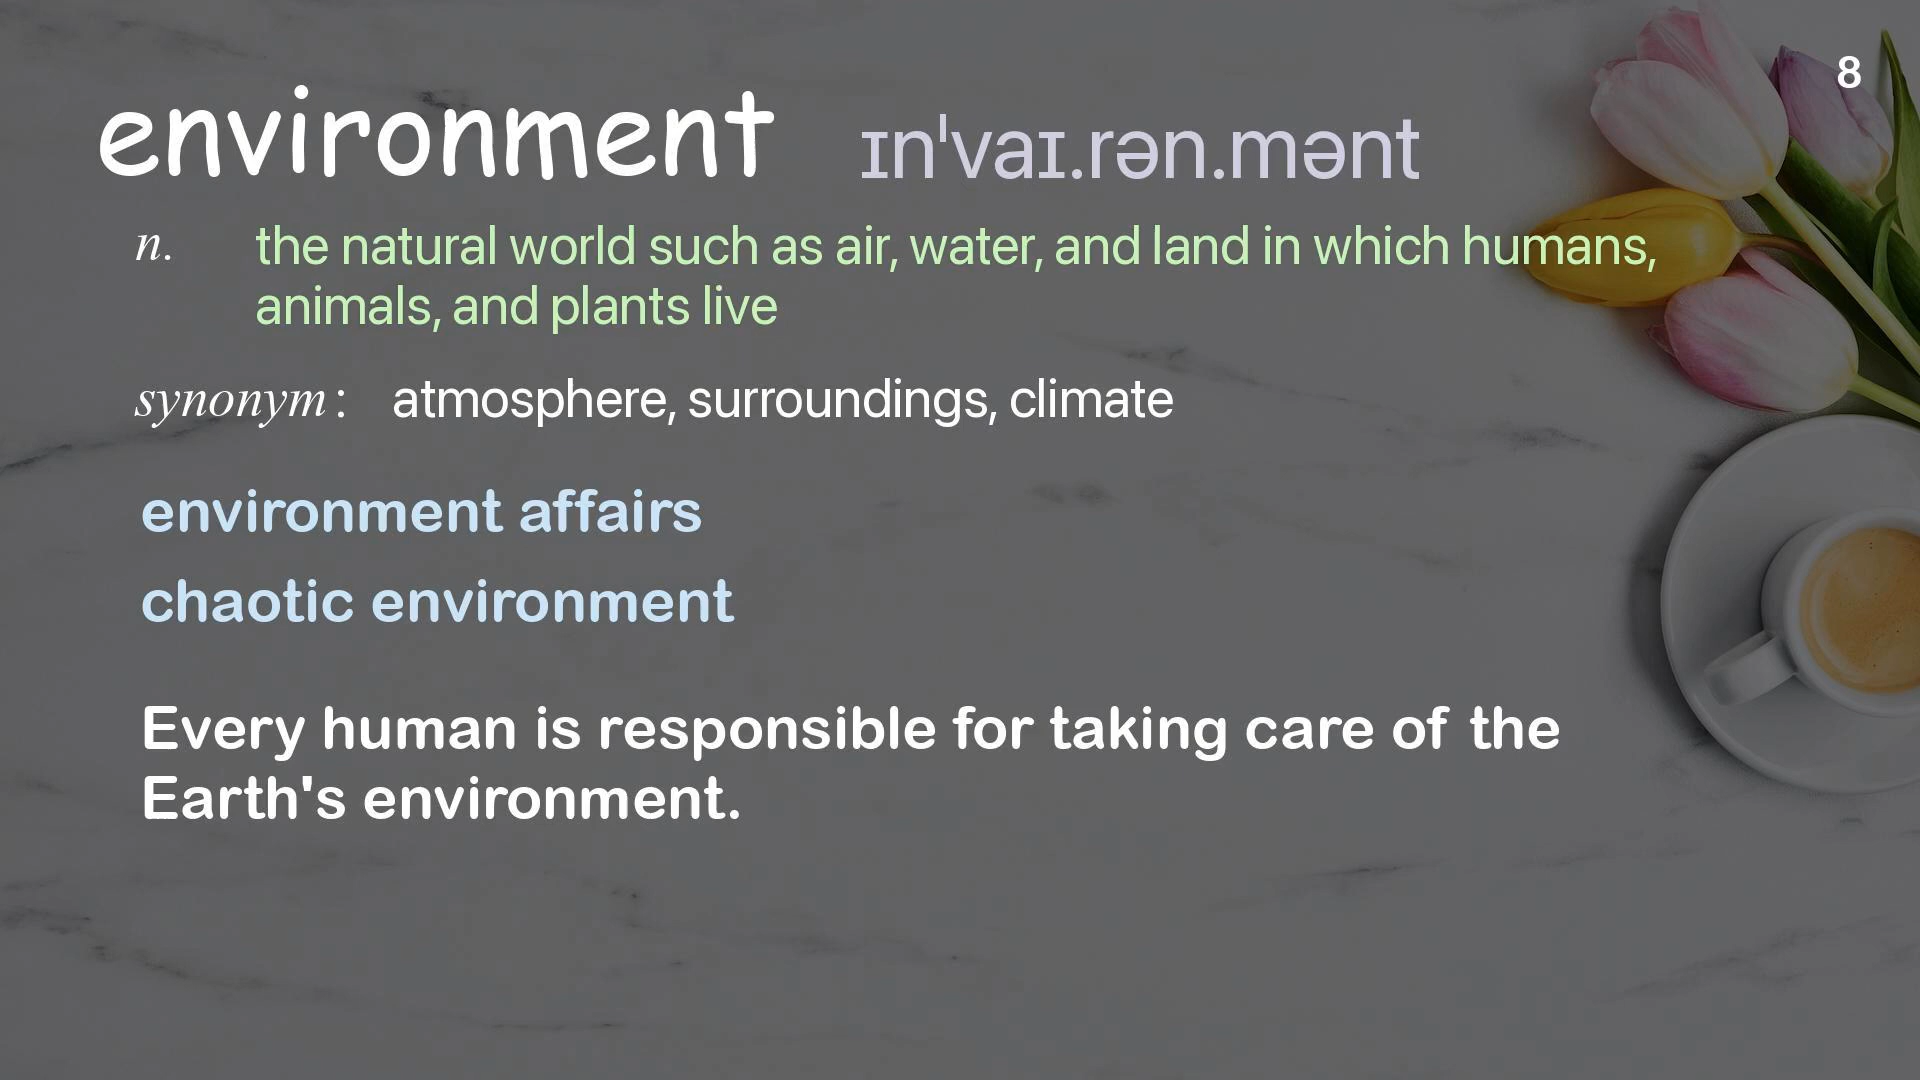 8
environment ɪnˈvaɪ.rən.mənt
n. the natural world such as air, water, and land in which humans,
animals, and plants live
synonym: atmosphere, surroundings, climate
environment affairs
chaotic environment
Every human is responsible for taking care of the
Earth's environment.